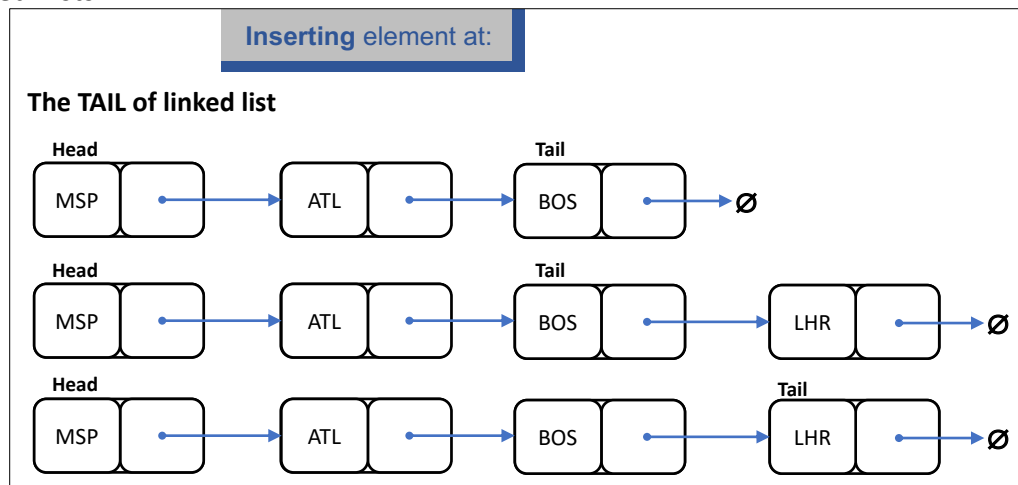 Inserting element at:
The TAIL of linked list
Head Tail
MSP ATL BOS Ø
Head Tail
MSP ATL BOS LHR Ø
Head Tail
MSP ATL BOS LHR Ø